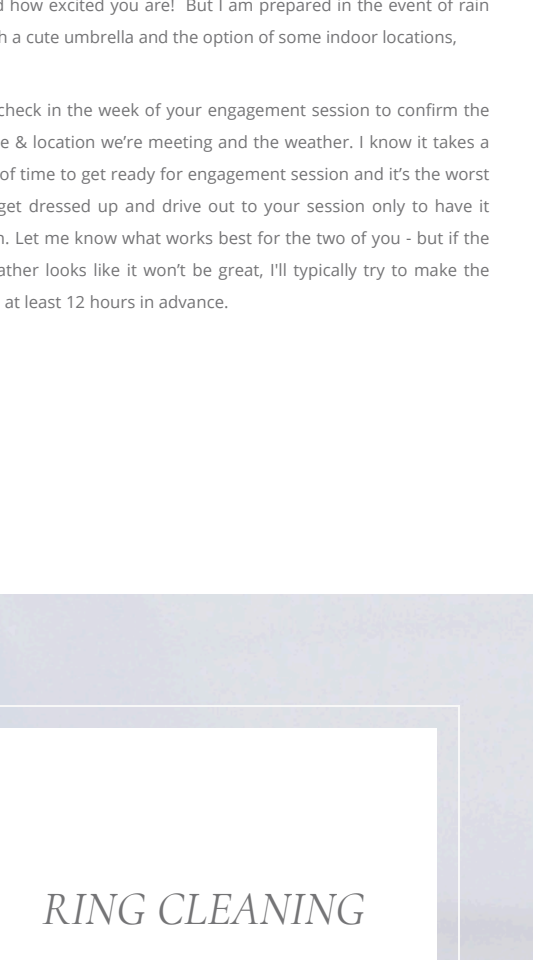 how excited you are! But I am prepared in the event of rain
a cute umbrella and the option of some indoor locations,
check in the week of your engagement session to confirm the
& location we’re meeting and the weather. I know it takes a
of time to get ready for engagement session and it’s the worst
get dressed up and drive out to your session only to have it
Let me know what works best for the two of you - but if the
looks like it won’t be great, I'll typically try to make the
at least 12 hours in advance.
RING CLEANING